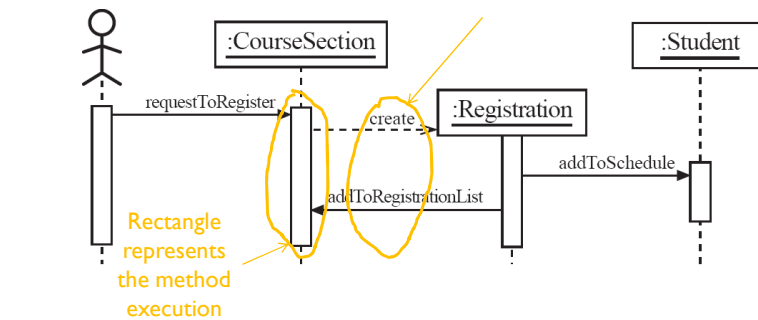 :CourseSection
:Student
requestToRegister
create
:Registration
addToSchedule
addToRegistrationList
Rectangle
represents
the method
execution